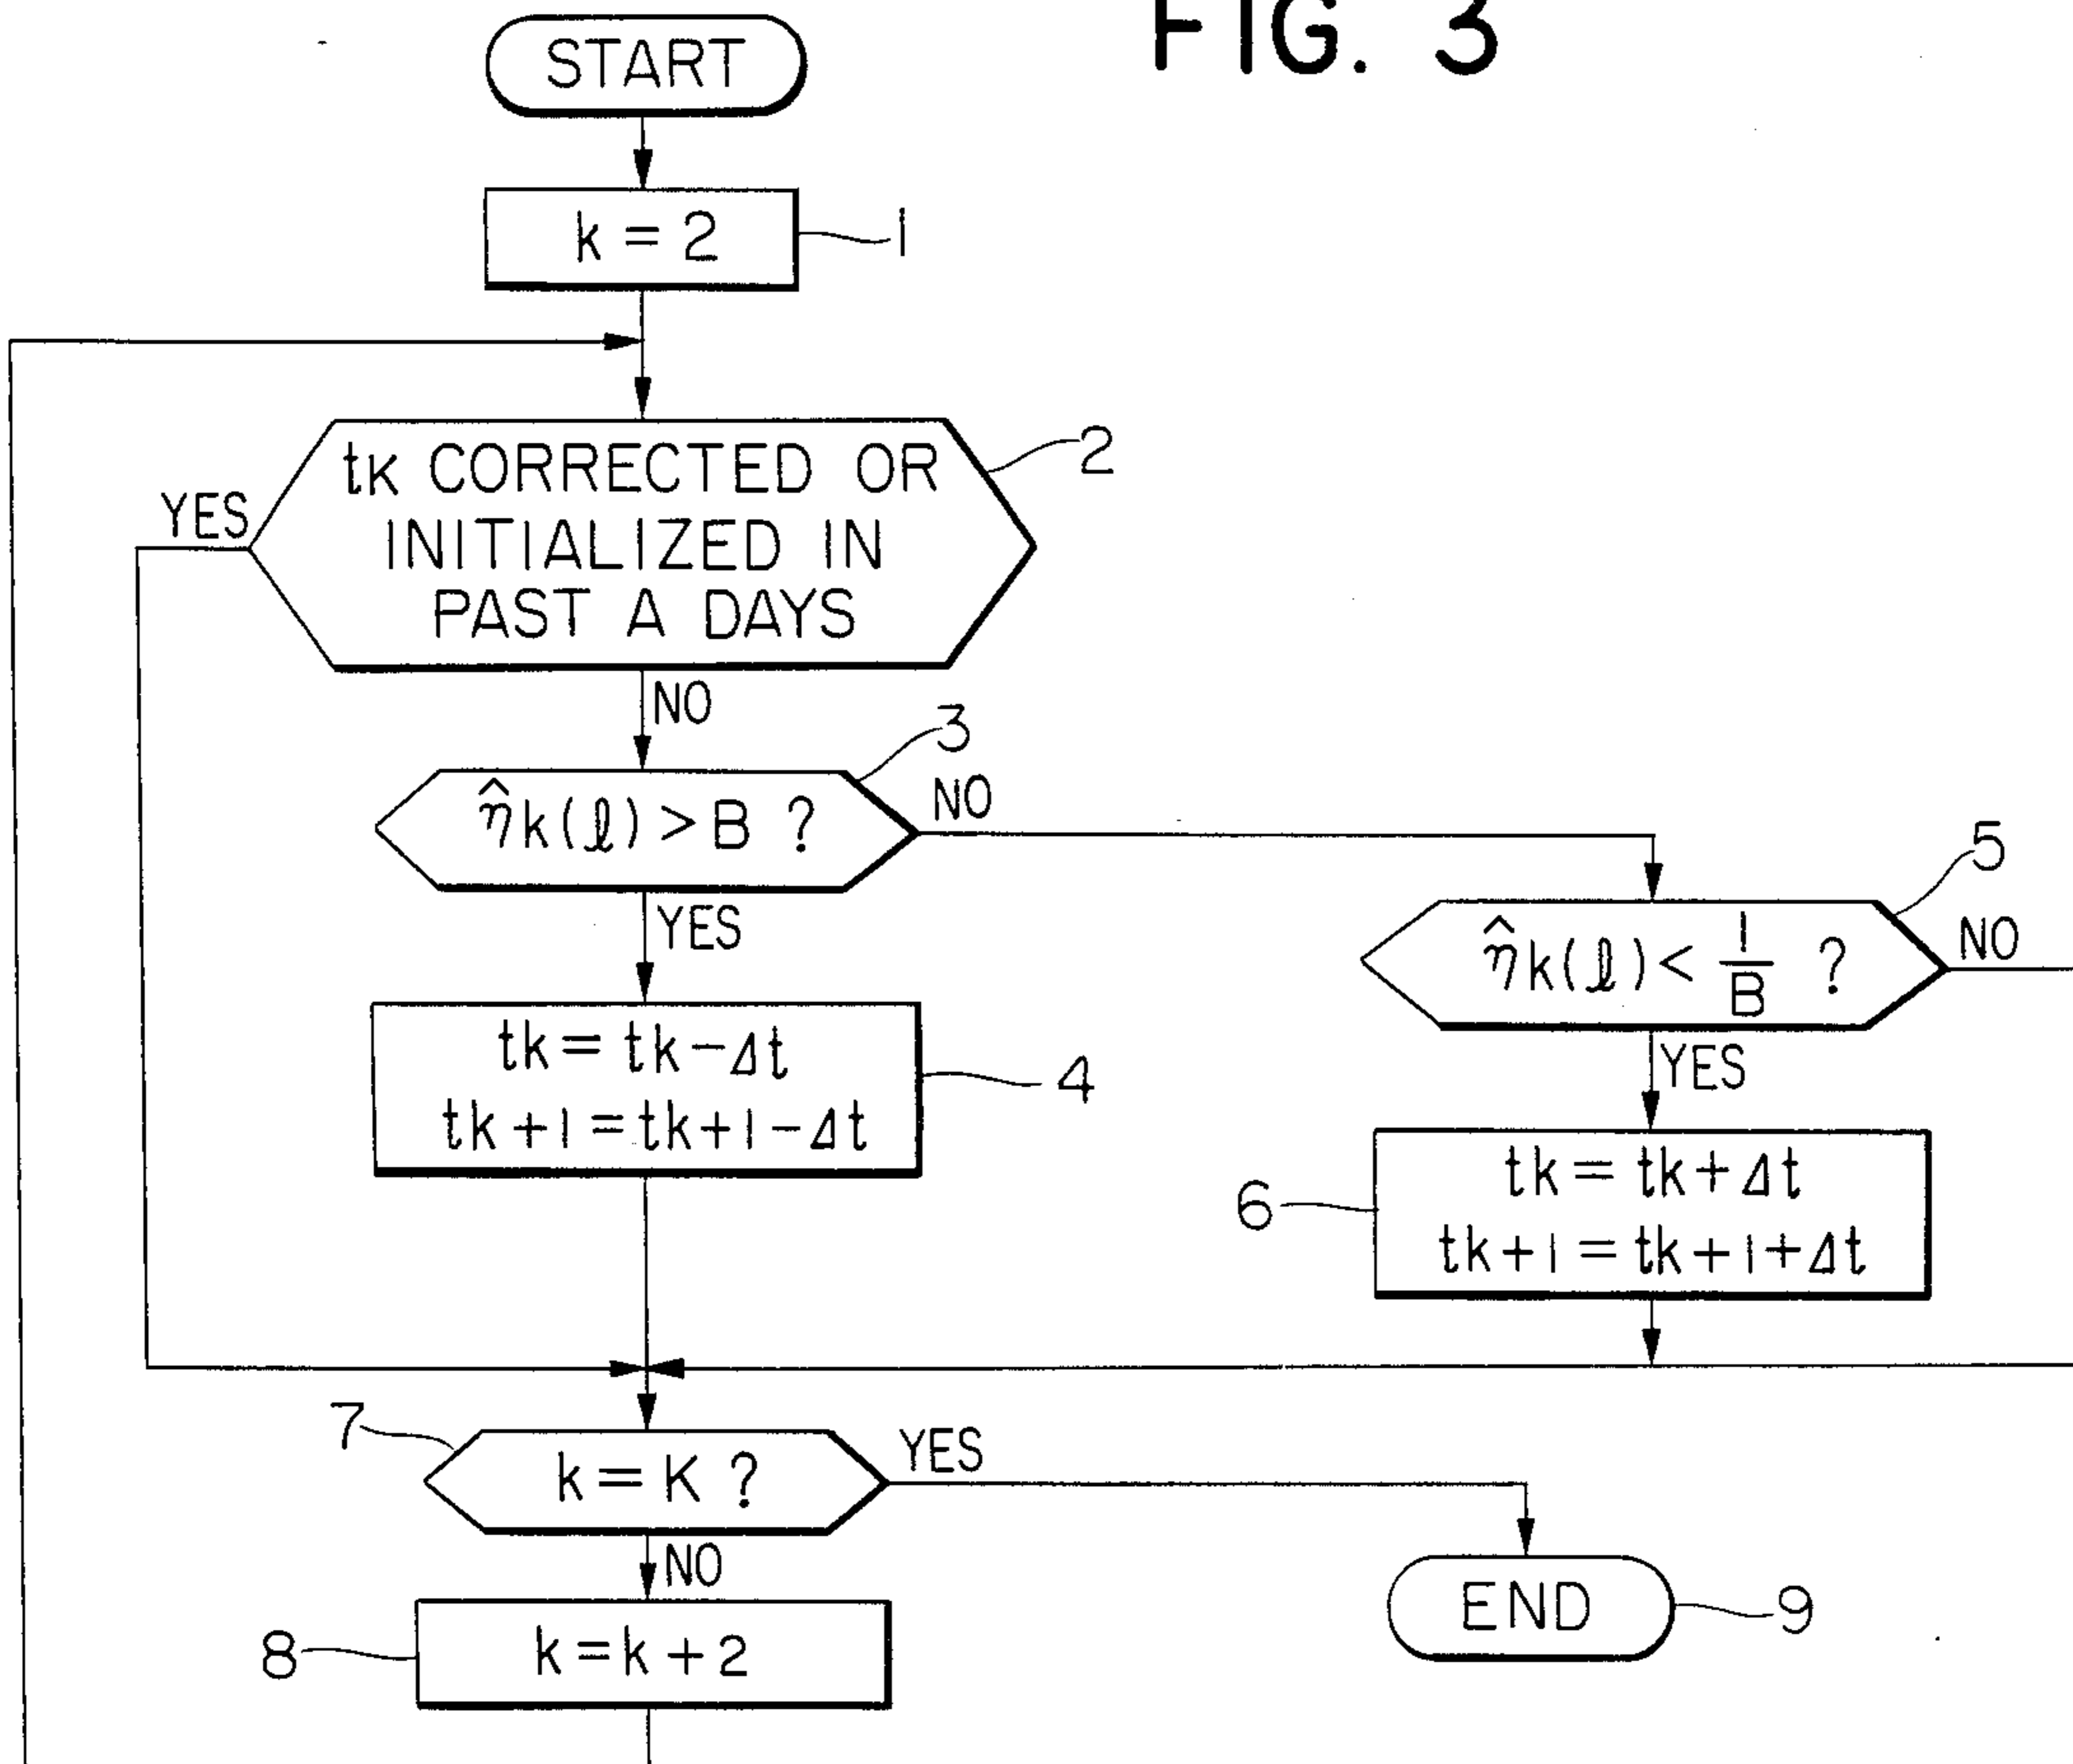 FIG. 3
START
k = 2
1
tk CORRECTED OR
INITIALIZED IN
PAST A DAYS
2
YES
NO
3
η̂k(ℓ) > B ?
NO
YES
5
η̂k(ℓ) < 1/B ?
NO
YES
tk = tk − Δt
tk + 1 = tk + 1 − Δt
4
6
tk = tk + Δt
tk + 1 = tk + 1 + Δt
7
k = K ?
YES
NO
8
k = k + 2
END
9